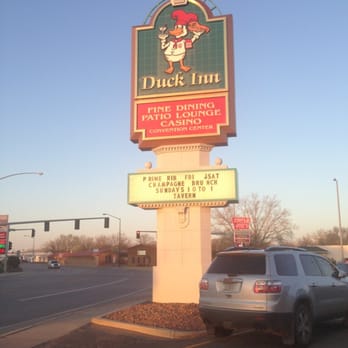 Duck Inn
FINE DINING
PATIO LOUNGE
CASINO
CONVENTION CENTER
PRIME RIB FRI JSAT
CHAMPAGNE BRUNCH
SUNDAYS 10 TO 1
TAVERN